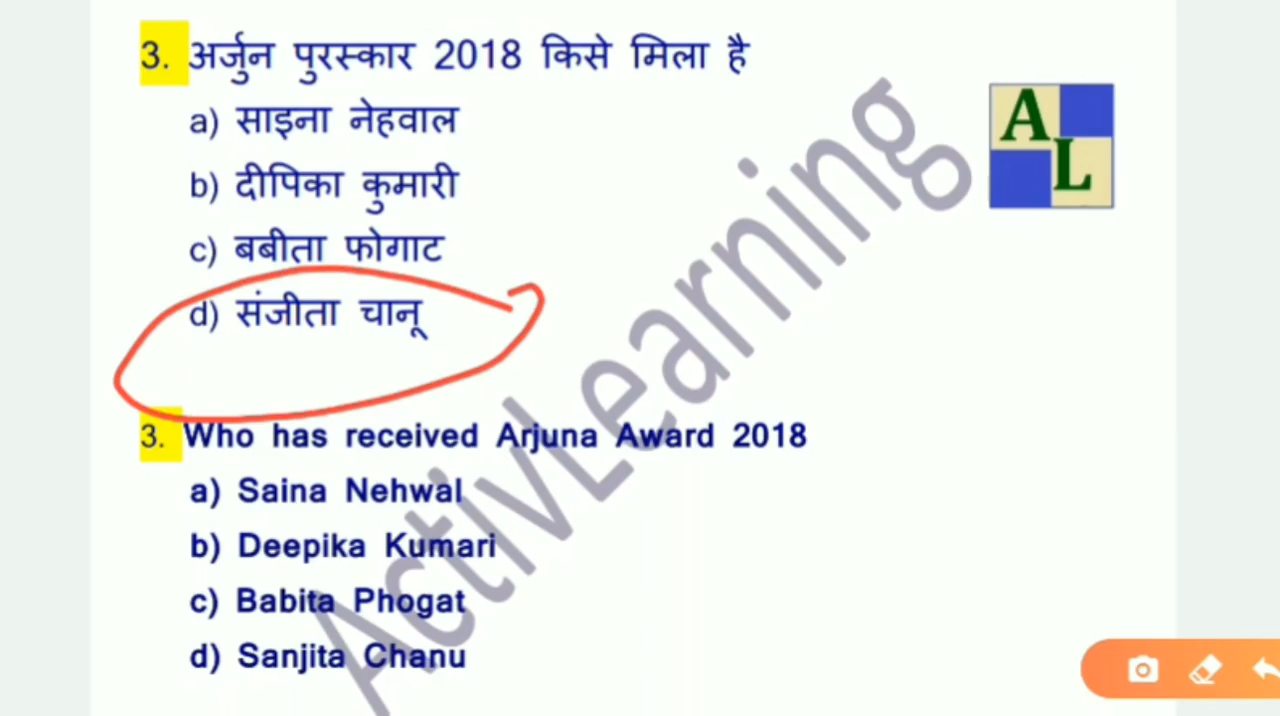 3. अर्जुन पुरस्कार 2018 किसे मिला है
a) साइना नेहवाल
b) दीपिका कुमारी
c) बबीता फोगाट
d) संजीता चानू
3. Who has received Arjuna Award 2018
a) Saina Nehwal
b) Deepika Kumari
c) Babita Phogat
d) Sanjita Chanu
AL
ActivLearning